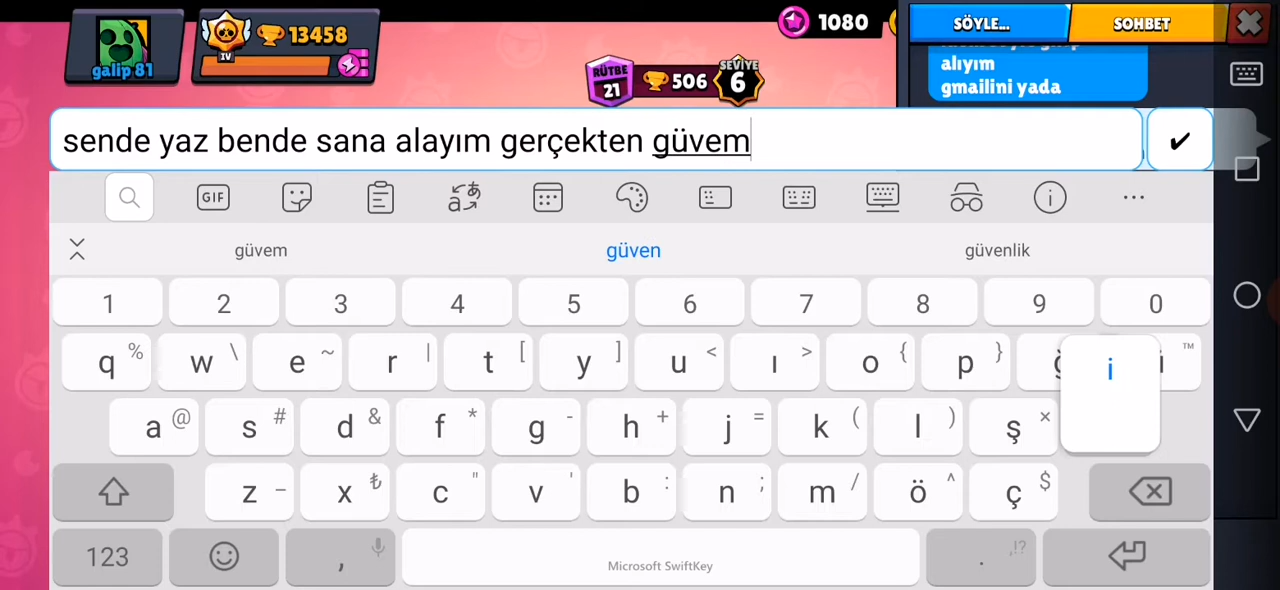 galip 81
13458
IV
RÜTBE
21
506
SEVİYE
6
1080
SÖYLE...
SOHBET
alıyım
gmailini yada
sende yaz bende sana alayım gerçekten güvem
✔
GIF
güvem
güven
güvenlik
1 2 3 4 5 6 7 8 9 0
q % w \ e ~ r | t [ y ] u < ı > o { p } ğ ™
i
a @ s # d & f * g - h + j = k ( l ) ş ×
z _ x ₺ c " v ' b : n ; m / ö ^ ç $
123 , . ,!?
Microsoft SwiftKey